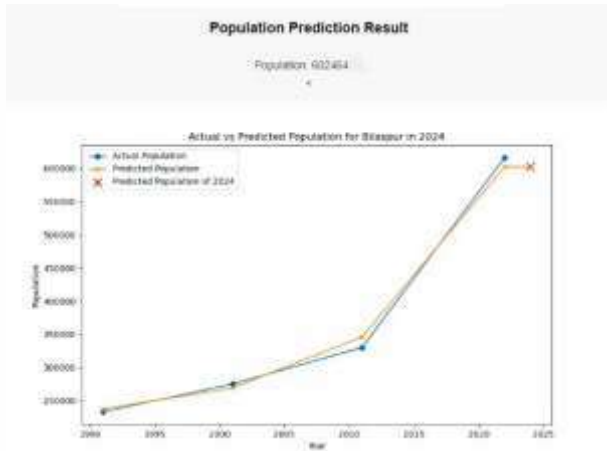 Population Prediction Result
Population: 602464
Actual vs Predicted Population for Bilaspur in 2024
Actual Population
Predicted Population
Predicted Population of 2024
600000
550000
500000
450000
400000
350000
300000
250000
Population
1990
1995
2000
2005
2010
2015
2020
2025
Year